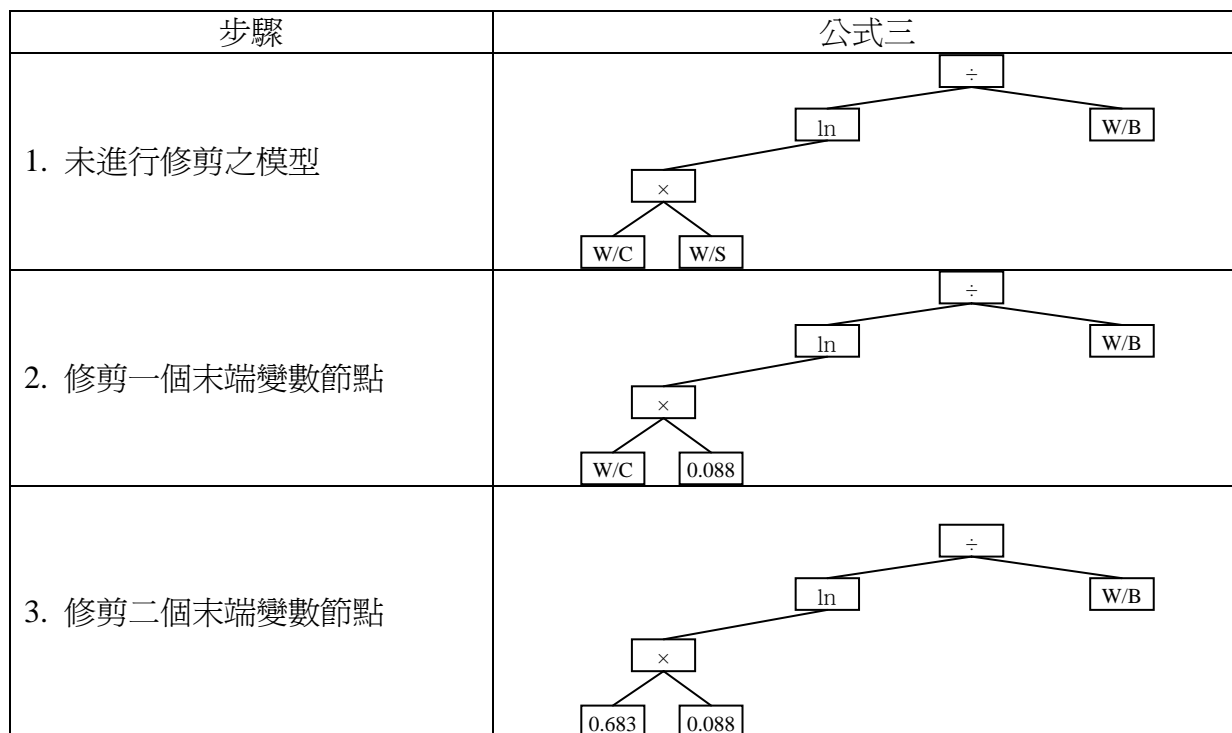 步驟
公式三
1. 未進行修剪之模型
÷
ln
W/B
×
W/C
W/S
2. 修剪一個末端變數節點
÷
ln
W/B
×
W/C
0.088
3. 修剪二個末端變數節點
÷
ln
W/B
×
0.683
0.088